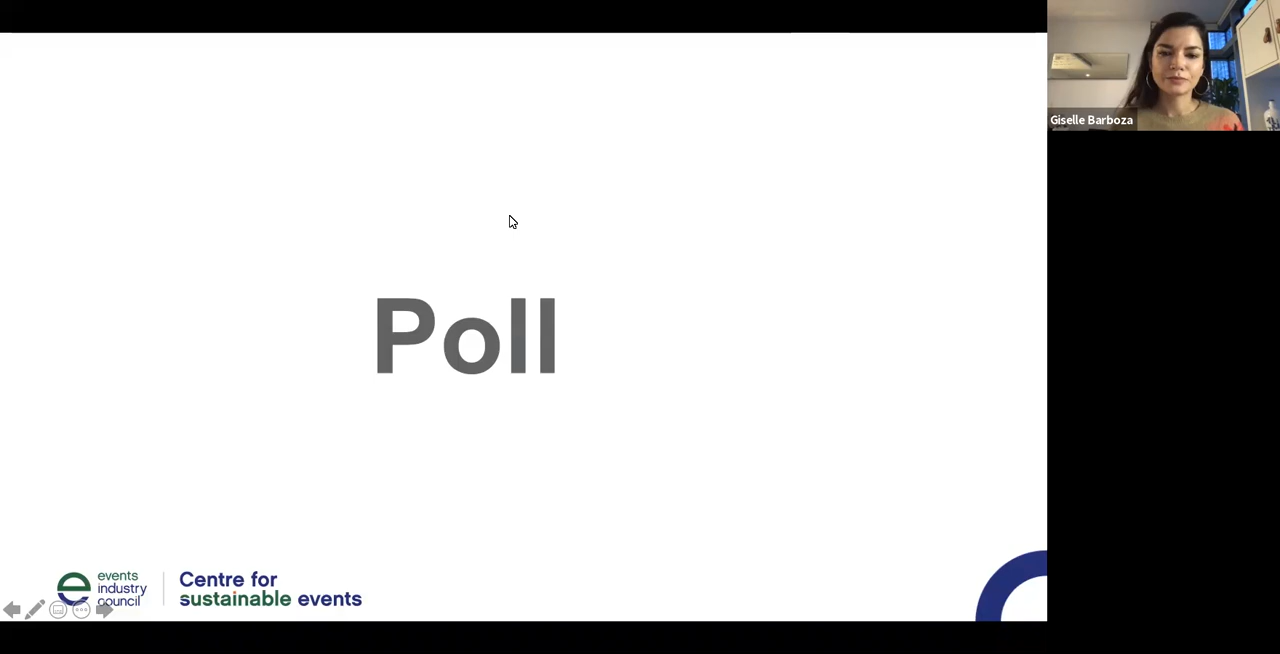 Giselle Barboza
Poll
events
industry
council
Centre for
sustainable events